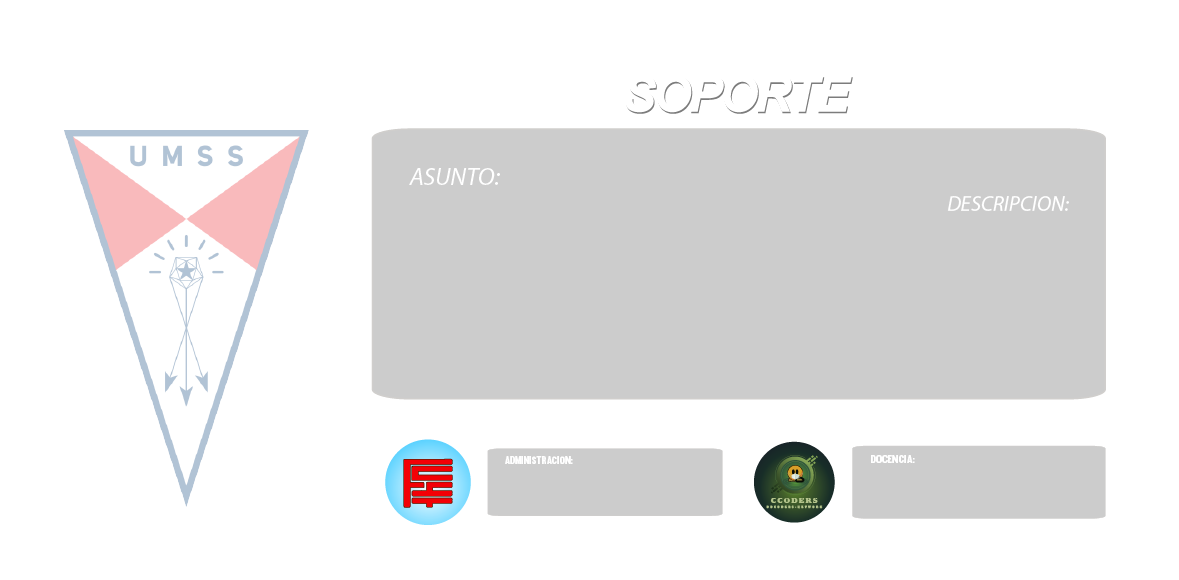 SOPORTE
UMSS
ASUNTO:
DESCRIPCION:
ADMINISTRACION:
DOCENCIA:
CCODERS